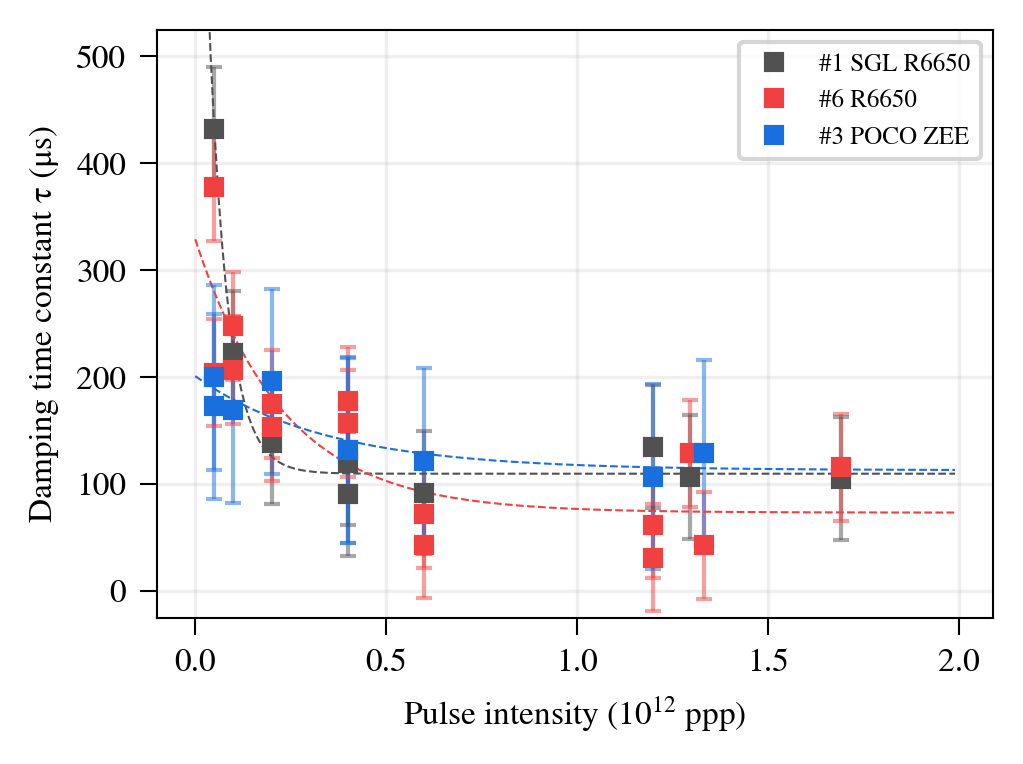 500
400
300
200
100
0
Damping time constant τ (μs)
#1 SGL R6650
#6 R6650
#3 POCO ZEE
0.0 0.5 1.0 1.5 2.0
Pulse intensity (10¹² ppp)